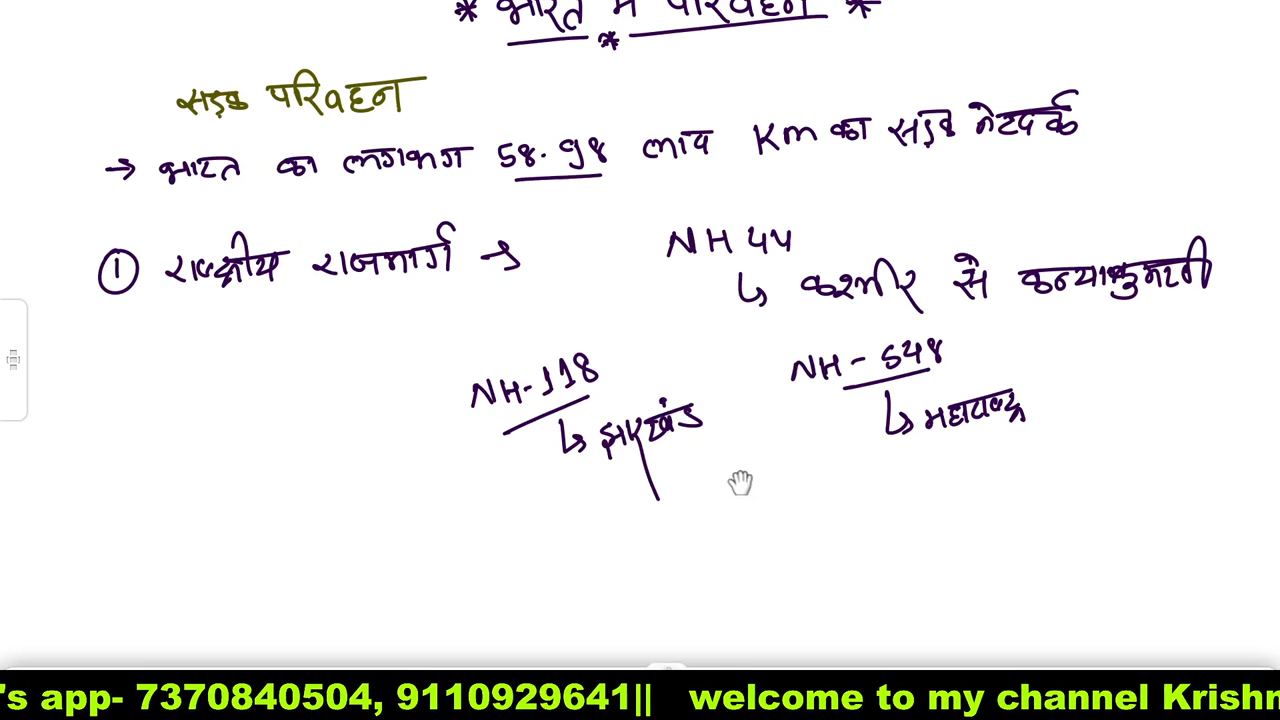 * भारत में परिवहन *
*
सड़क परिवहन
→ भारत का लगभग 58.98 लाख Km का सड़क नेटवर्क
① राष्ट्रीय राजमार्ग →
NH 44
↳ कश्मीर से कन्याकुमारी
NH-118
↳ झारखंड
NH-548
↳ महाराष्ट्र
's app- 7370840504, 9110929641|| welcome to my channel Krishn